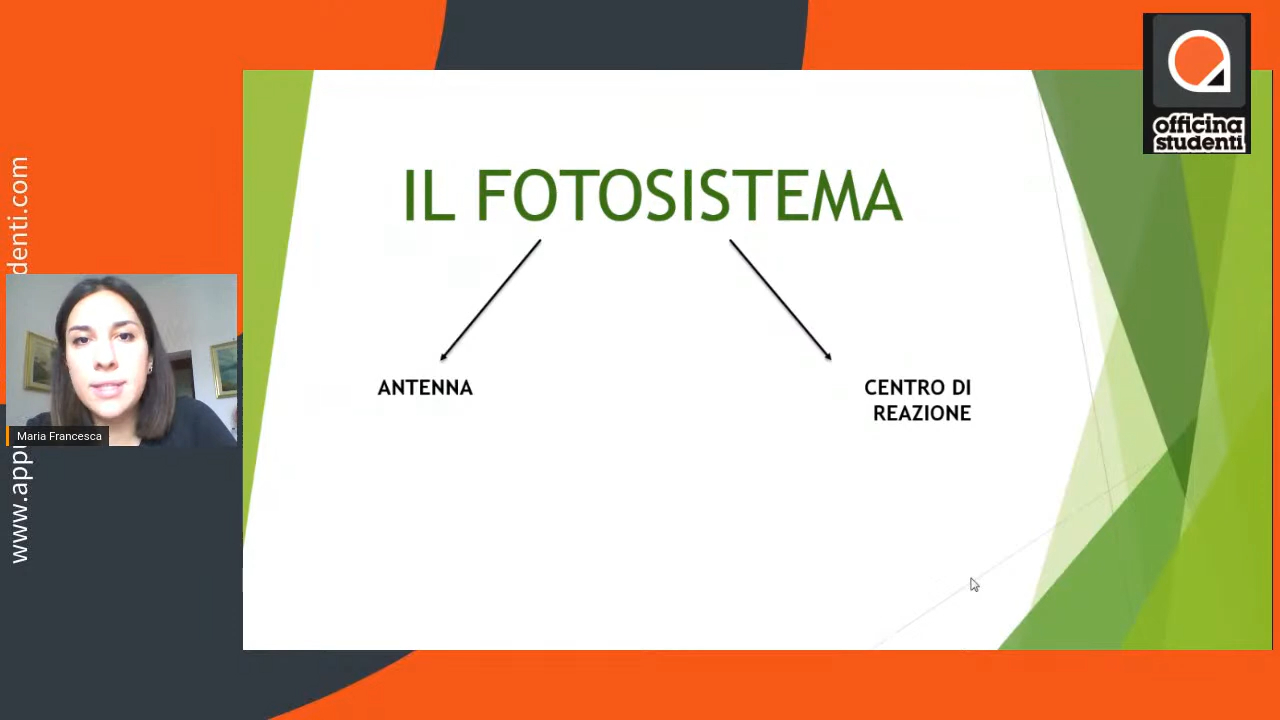 officina
studenti
IL FOTOSISTEMA
ANTENNA
CENTRO DI
REAZIONE
Maria Francesca
www.app
denti.com